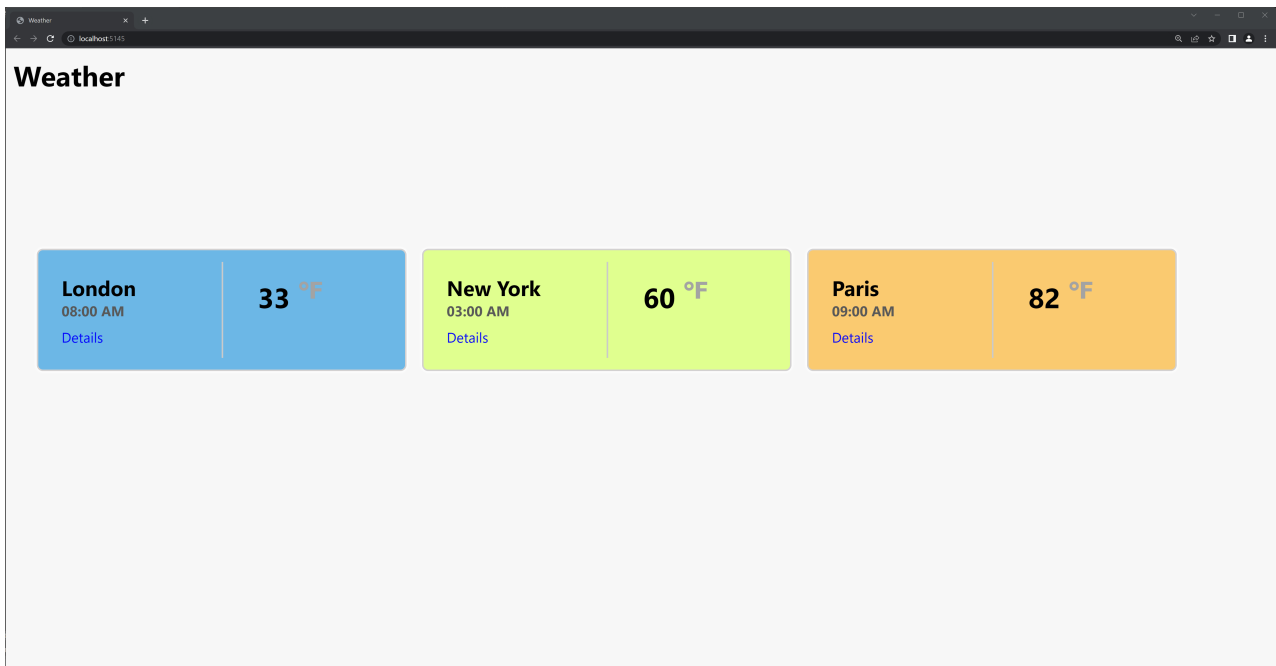 Weather
localhost:5145
Weather
London
08:00 AM
Details
33 °F
New York
03:00 AM
Details
60 °F
Paris
09:00 AM
Details
82 °F